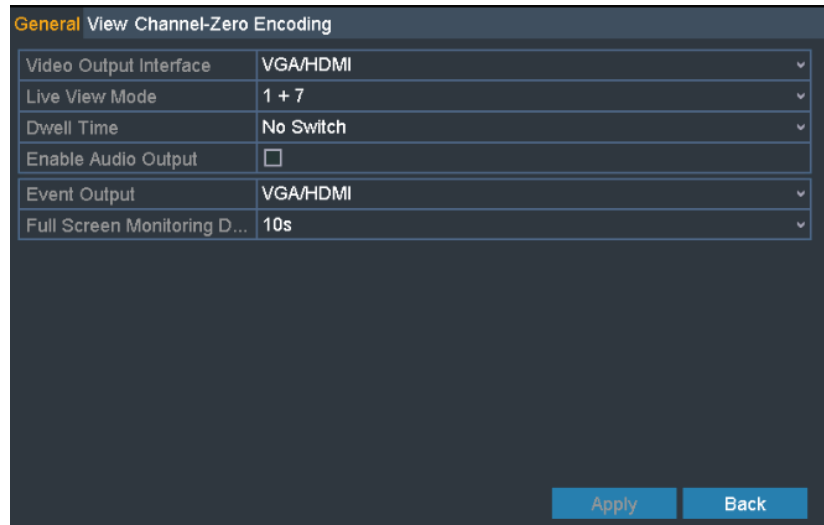 General View Channel-Zero Encoding
Video Output Interface VGA/HDMI
Live View Mode 1 + 7
Dwell Time No Switch
Enable Audio Output
Event Output VGA/HDMI
Full Screen Monitoring D... 10s
Apply Back